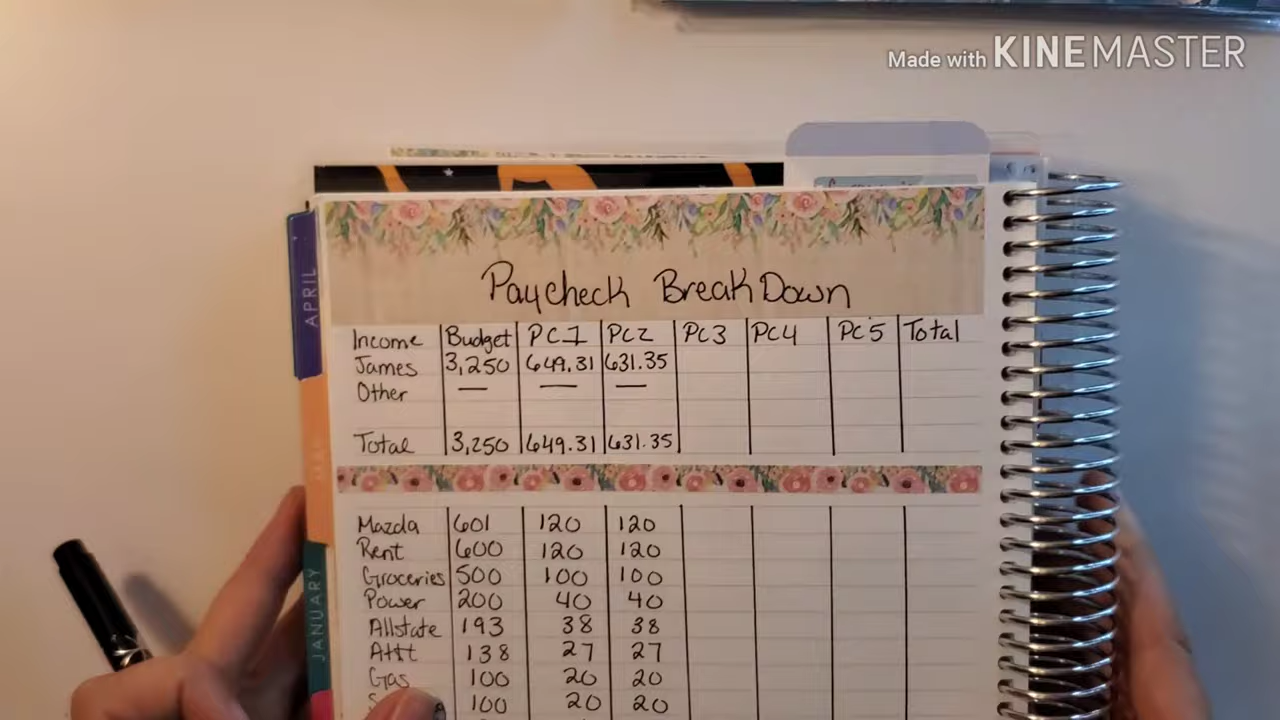 Made with KINEMASTER
APRIL
JANUARY
Paycheck BreakDown
Income Budget PC1 PC2 PC3 PC4 PC5 Total
James 3,250 649.31 631.35
Other — — —
Total 3,250 649.31 631.35
Mazda 601 120 120
Rent 600 120 120
Groceries 500 100 100
Power 200 40 40
Allstate 193 38 38
At&t 138 27 27
Gas 100 20 20
100 20 20